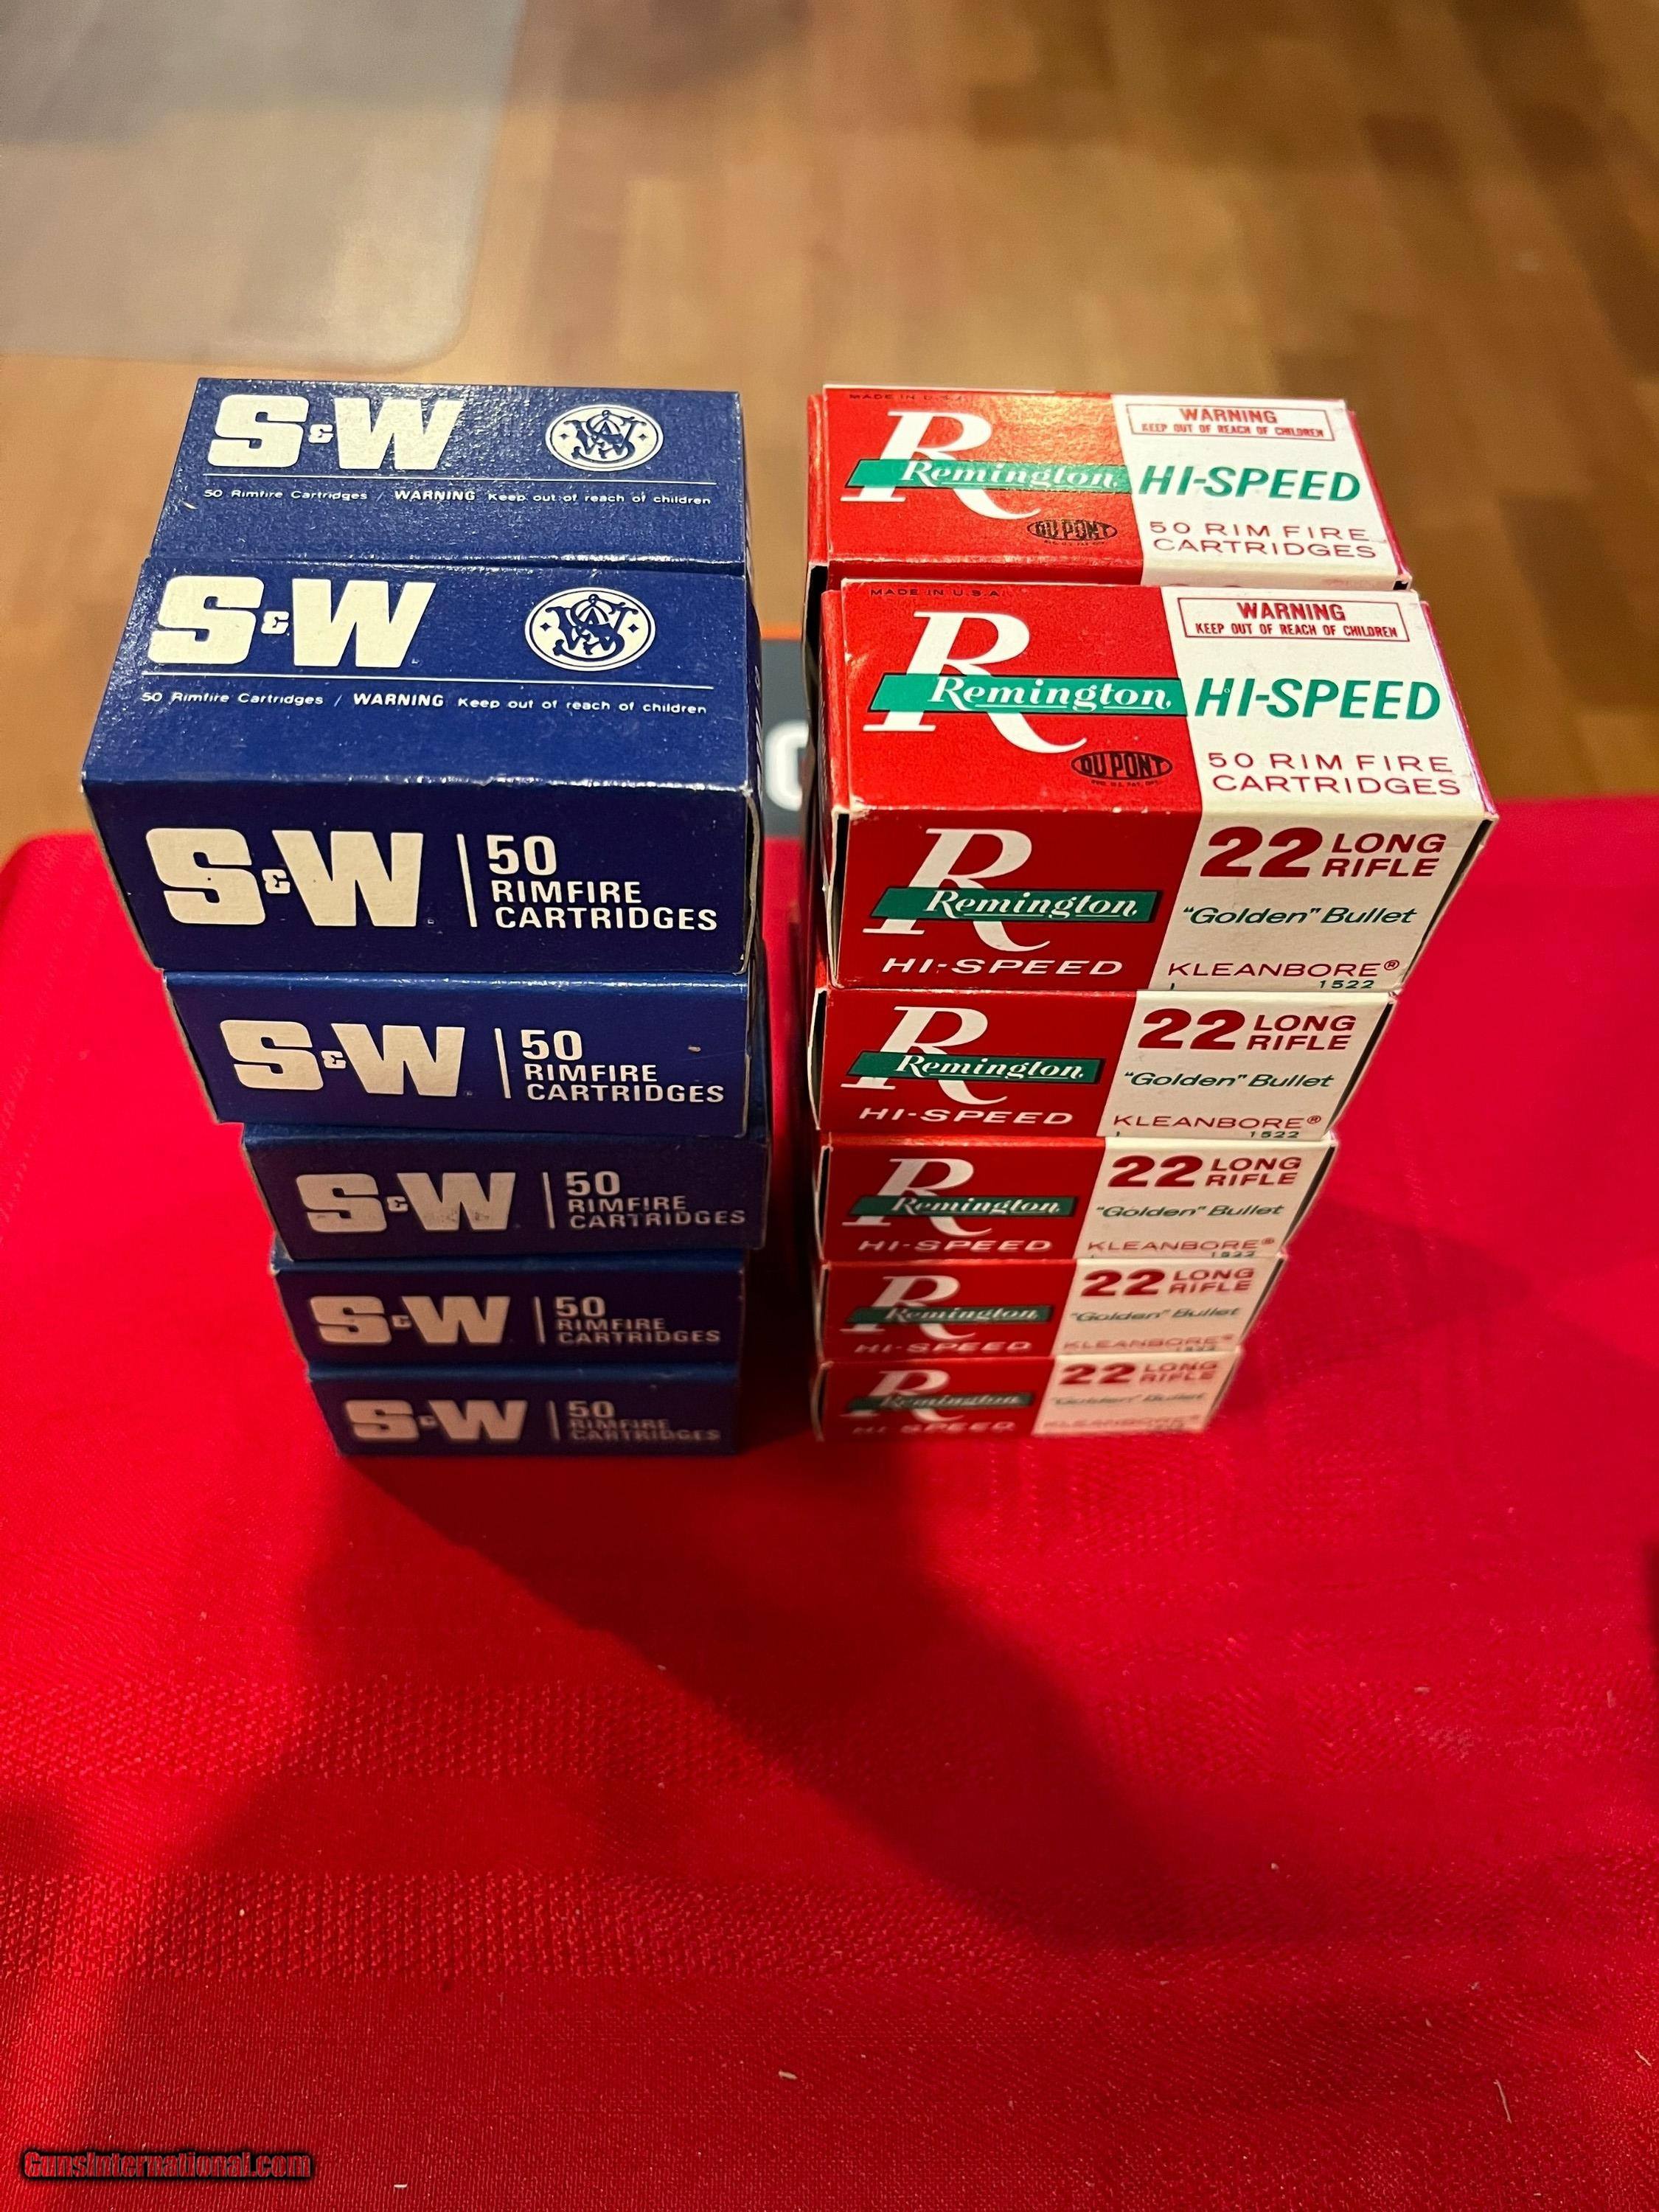 S&W
50 Rimfire Cartridges / WARNING Keep out of reach of children
S&W
50 Rimfire Cartridges / WARNING Keep out of reach of children
S&W
50
RIMFIRE
CARTRIDGES
S&W
50
RIMFIRE
CARTRIDGES
S&W
50
RIMFIRE
CARTRIDGES
S&W
50
RIMFIRE
CARTRIDGES
S&W
50
RIMFIRE
CARTRIDGES
MADE IN U.S.A.
R
Remington
DU PONT
WARNING
KEEP OUT OF REACH OF CHILDREN
HI-SPEED
50 RIM FIRE
CARTRIDGES
MADE IN U.S.A.
R
Remington
DU PONT
WARNING
KEEP OUT OF REACH OF CHILDREN
HI-SPEED
50 RIM FIRE
CARTRIDGES
R
Remington
HI-SPEED
22 LONG RIFLE
"Golden" Bullet
KLEANBORE®
1522
R
Remington
HI-SPEED
22 LONG RIFLE
"Golden" Bullet
KLEANBORE®
1522
R
Remington
HI-SPEED
22 LONG RIFLE
"Golden" Bullet
KLEANBORE®
1522
R
Remington
HI-SPEED
22 LONG RIFLE
"Golden" Bullet
KLEANBORE®
1522
R
Remington
HI-SPEED
22 LONG RIFLE
"Golden" Bullet
KLEANBORE®
GunsInternational.com